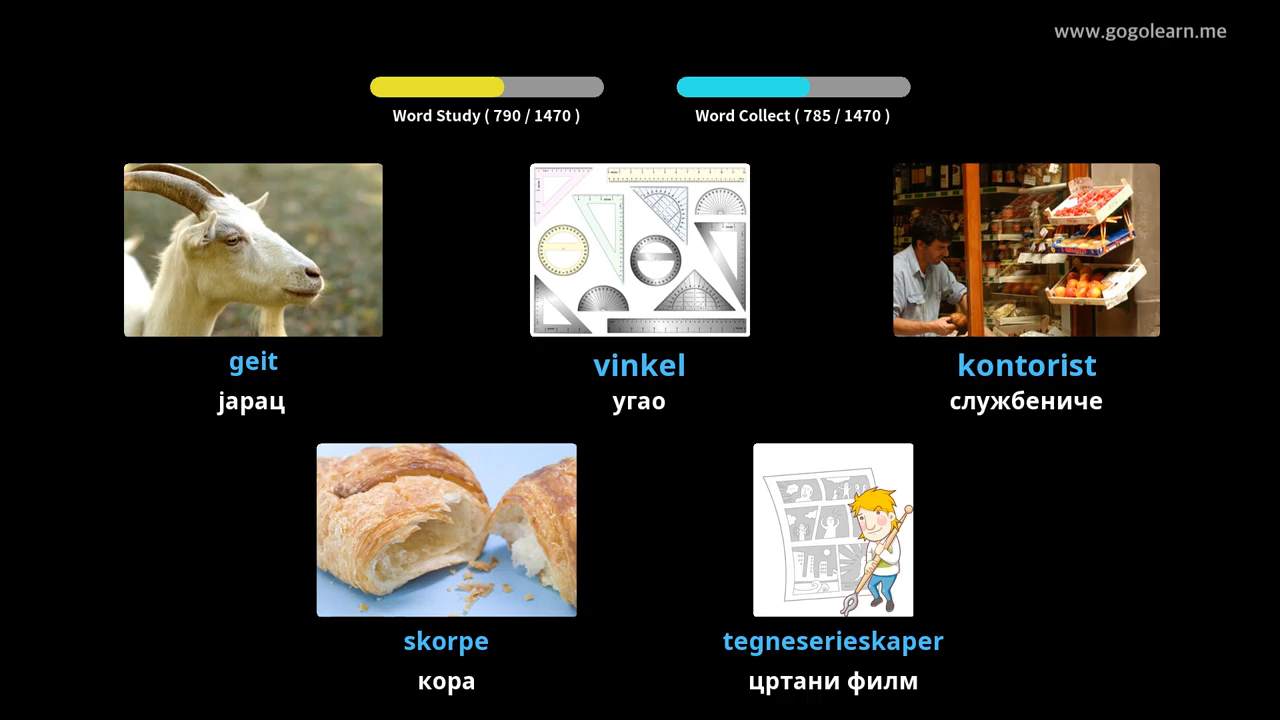 www.gogolearn.me
Word Study ( 790 / 1470 )
Word Collect ( 785 / 1470 )
geit
vinkel
kontorist
јарац
угао
службениче
skorpe
tegneserieskaper
кора
цртани филм